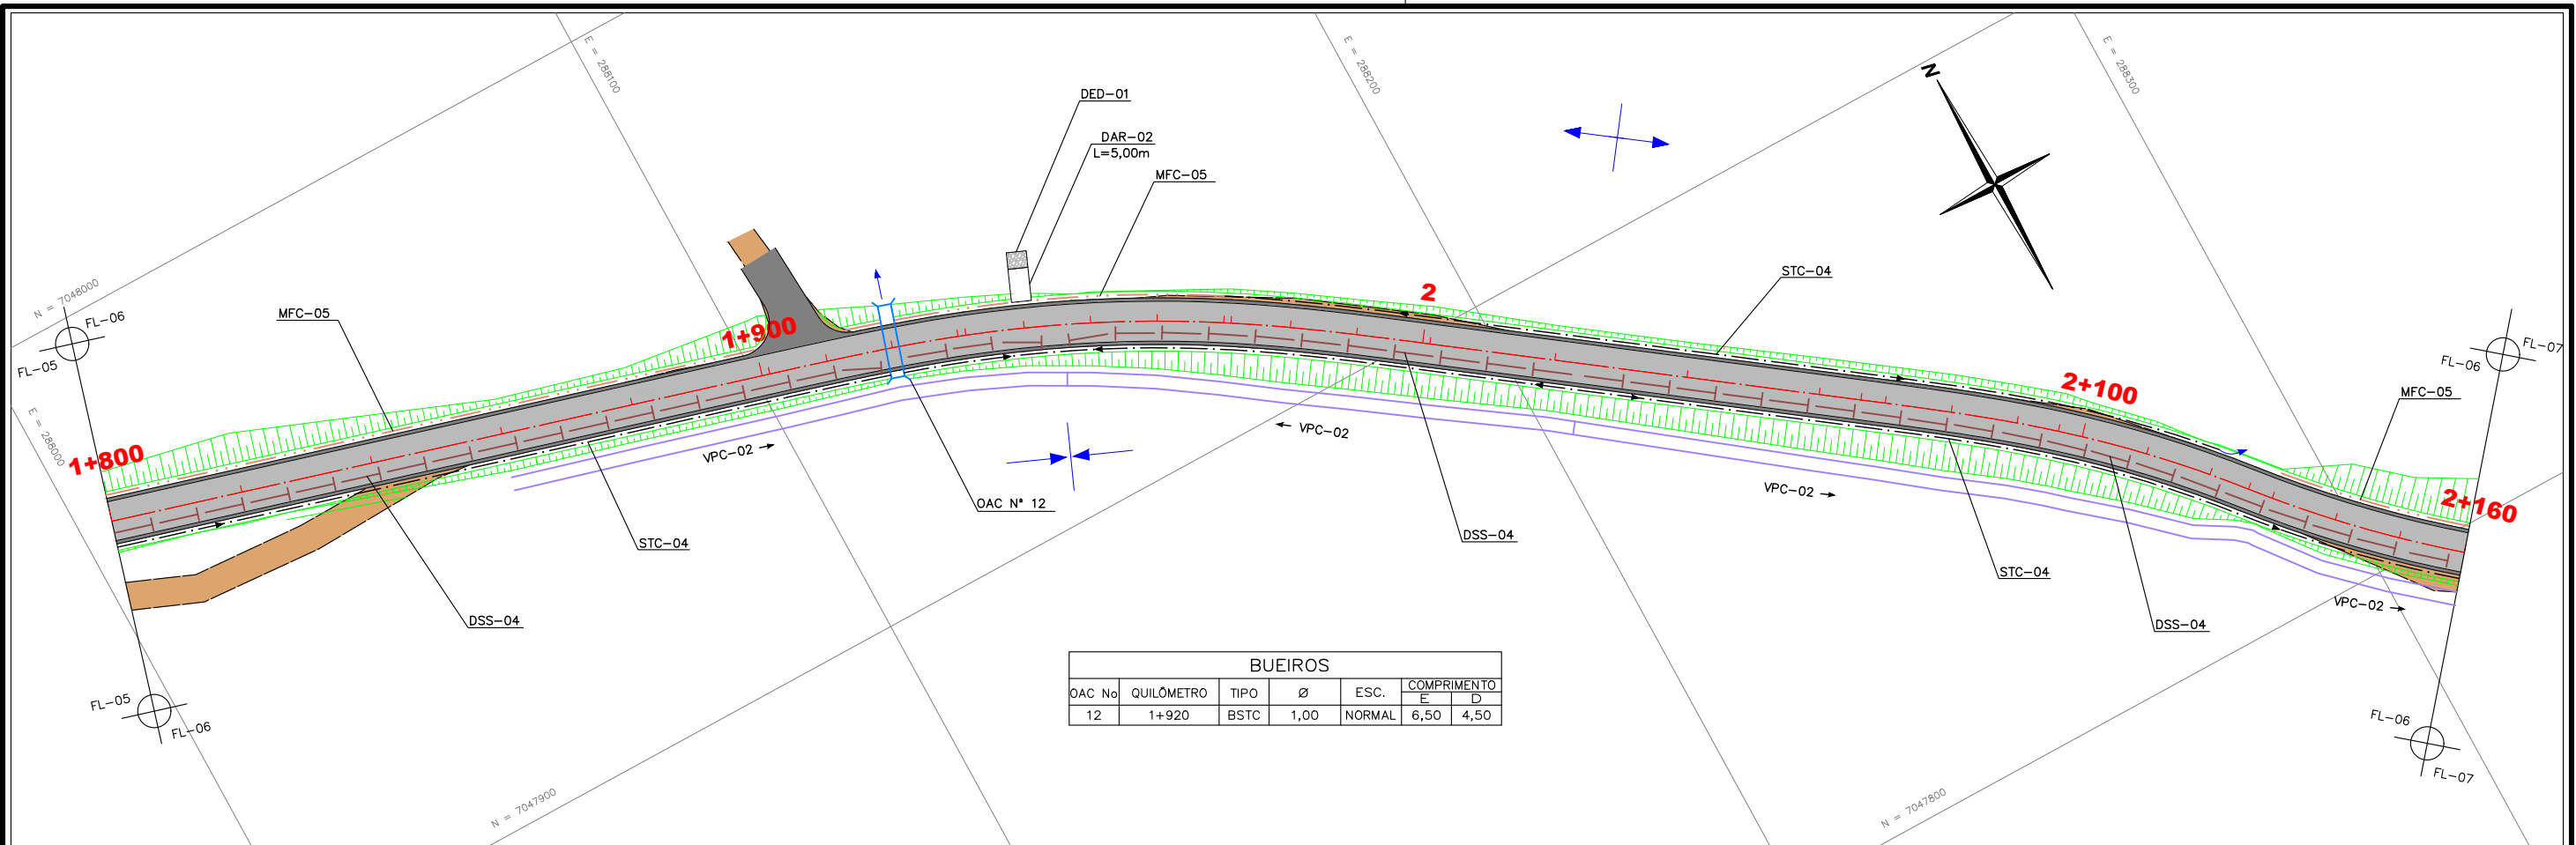 E = 288100
E = 288200
E = 288300
N
DED-01
DAR-02
L=5,00m
MFC-05
STC-04
N = 7048000
FL-06
FL-05
MFC-05
1+900
2
2+100
FL-07
FL-06
MFC-05
E = 288000
1+800
VPC-02
VPC-02
VPC-02
2+160
OAC N° 12
STC-04
DSS-04
STC-04
VPC-02
DSS-04
DSS-04
BUEIROS
OAC No QUILÔMETRO TIPO Ø ESC. COMPRIMENTO
E D
12 1+920 BSTC 1,00 NORMAL 6,50 4,50
FL-05
FL-06
FL-06
FL-07
N = 7047900
N = 7047800